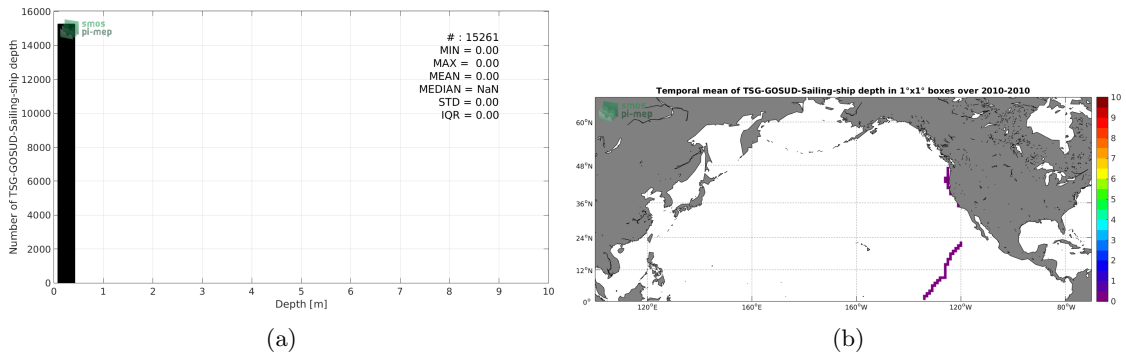 smos
pi-mep
# : 15261
MIN = 0.00
MAX = 0.00
MEAN = 0.00
MEDIAN = NaN
STD = 0.00
IQR = 0.00
16000
14000
12000
10000
8000
6000
4000
2000
0
Number of TSG-GOSUD-Sailing-ship depth
0 1 2 3 4 5 6 7 8 9 10
Depth [m]
(a)
Temporal mean of TSG-GOSUD-Sailing-ship depth in 1°x1° boxes over 2010-2010
smos
pi-mep
60°N
48°N
36°N
24°N
12°N
0°
120°E 160°E 160°W 120°W 80°W
10
9
8
7
6
5
4
3
2
1
0
(b)